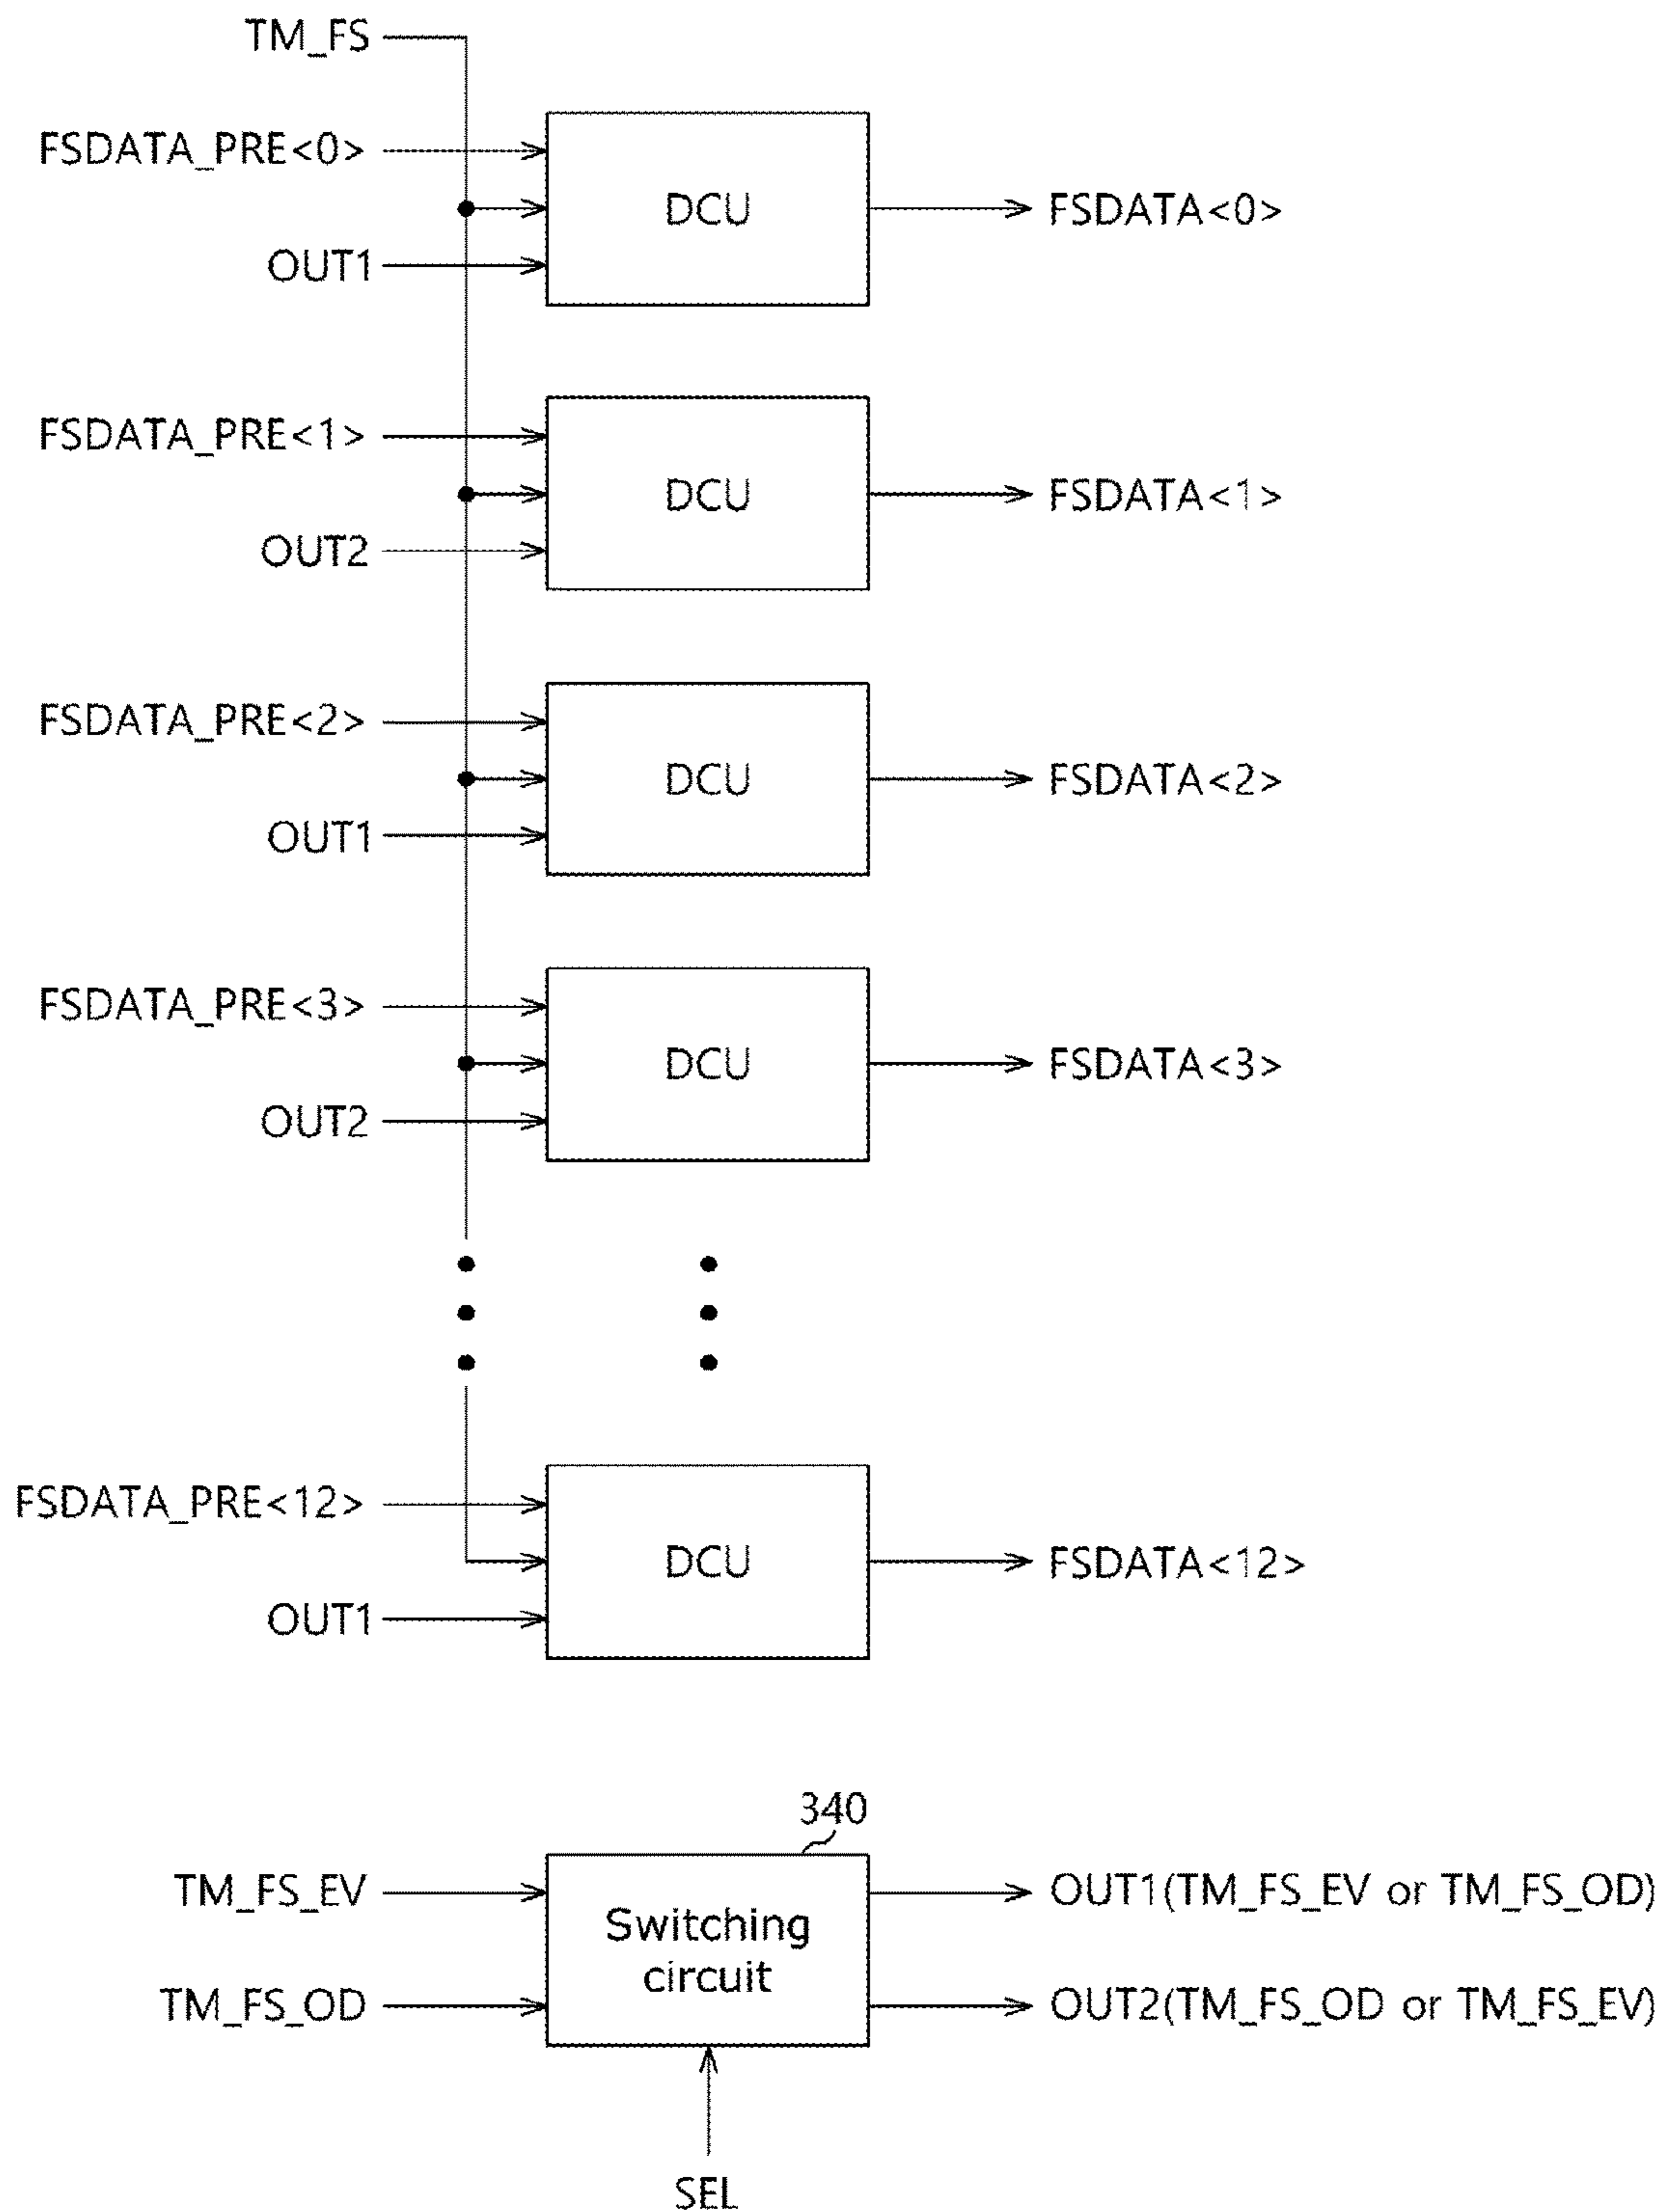 TM_FS
FSDATA_PRE<0>
DCU
FSDATA<0>
OUT1
FSDATA_PRE<1>
DCU
FSDATA<1>
OUT2
FSDATA_PRE<2>
DCU
FSDATA<2>
OUT1
FSDATA_PRE<3>
DCU
FSDATA<3>
OUT2
FSDATA_PRE<12>
DCU
FSDATA<12>
OUT1
340
TM_FS_EV
Switching
circuit
OUT1(TM_FS_EV or TM_FS_OD)
TM_FS_OD
OUT2(TM_FS_OD or TM_FS_EV)
SEL